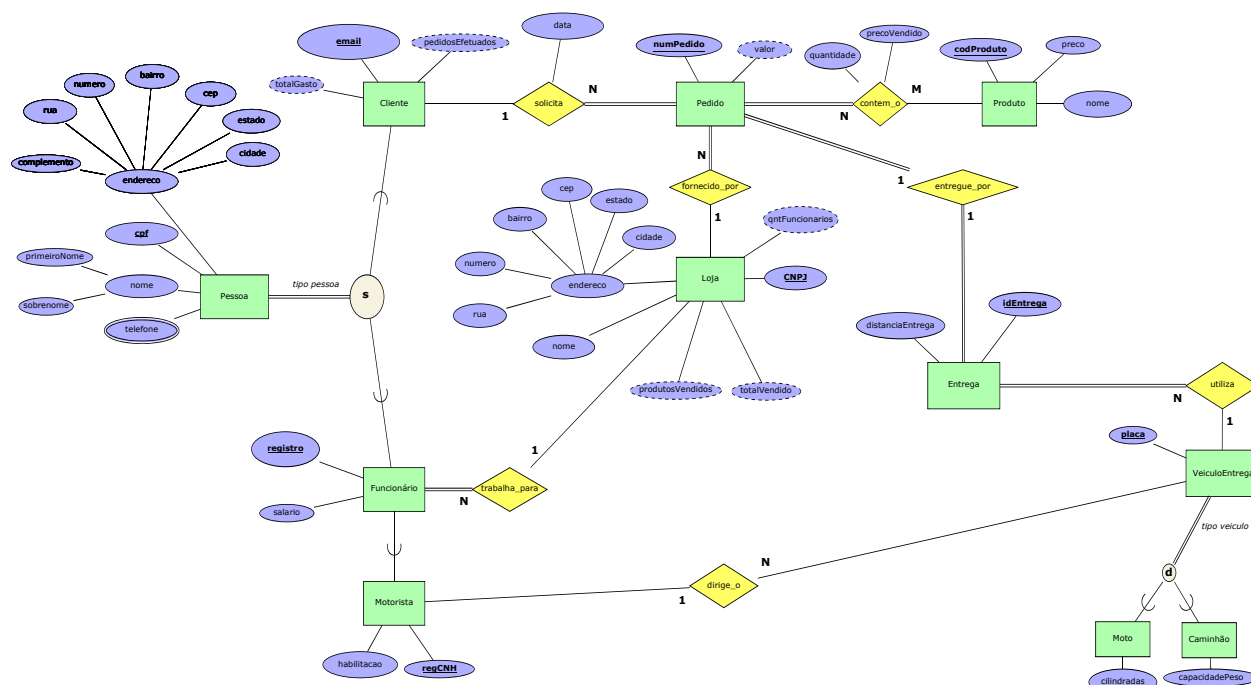 data
email
pedidosEfetuados
numPedido
valor
precoVendido
bairro
codProduto
preco
quantidade
numero
cep
totalGasto
N
M
rua
Cliente
solicita
Pedido
contem_o
Produto
nome
1
N
estado
complemento
cidade
endereco
N
1
fornecido_por
entregue_por
cep
estado
1
1
bairro
qntFuncionarios
cpf
cidade
primeiroNome
numero
CNPJ
nome
tipo pessoa
Loja
endereco
Pessoa
s
idEntrega
sobrenome
rua
telefone
distanciaEntrega
nome
Entrega
produtosVendidos
totalVendido
utiliza
N
1
placa
registro
1
VeiculoEntrega
Funcionário
trabalha_para
N
salario
tipo veiculo
N
d
dirige_o
Motorista
1
Moto
Caminhão
habilitacao
regCNH
cilindradas
capacidadePeso